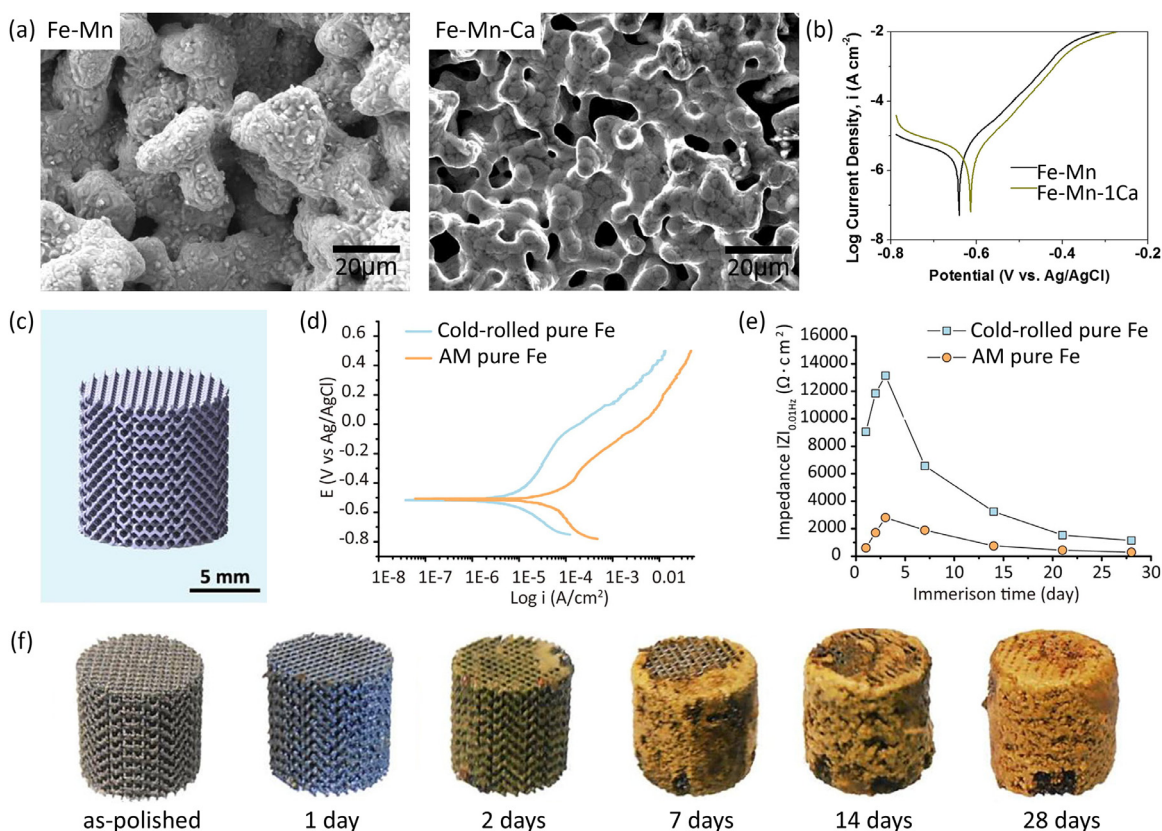 (a) Fe-Mn
Fe-Mn-Ca
20μm
20μm
(b)
Log Current Density, i (A cm⁻²)
-2
-4
-6
-8
Fe-Mn
Fe-Mn-1Ca
-0.8 -0.6 -0.4 -0.2
Potential (V vs. Ag/AgCl)
(c)
5 mm
(d)
Cold-rolled pure Fe
AM pure Fe
E (V vs Ag/AgCl)
0.6
0.4
0.2
0.0
-0.2
-0.4
-0.6
-0.8
1E-8 1E-7 1E-6 1E-5 1E-4 1E-3 0.01
Log i (A/cm²)
(e)
Cold-rolled pure Fe
AM pure Fe
Impedance |Z|0.01Hz (Ω · cm²)
16000
14000
12000
10000
8000
6000
4000
2000
0
0 5 10 15 20 25 30
Immerison time (day)
(f)
as-polished 1 day 2 days 7 days 14 days 28 days